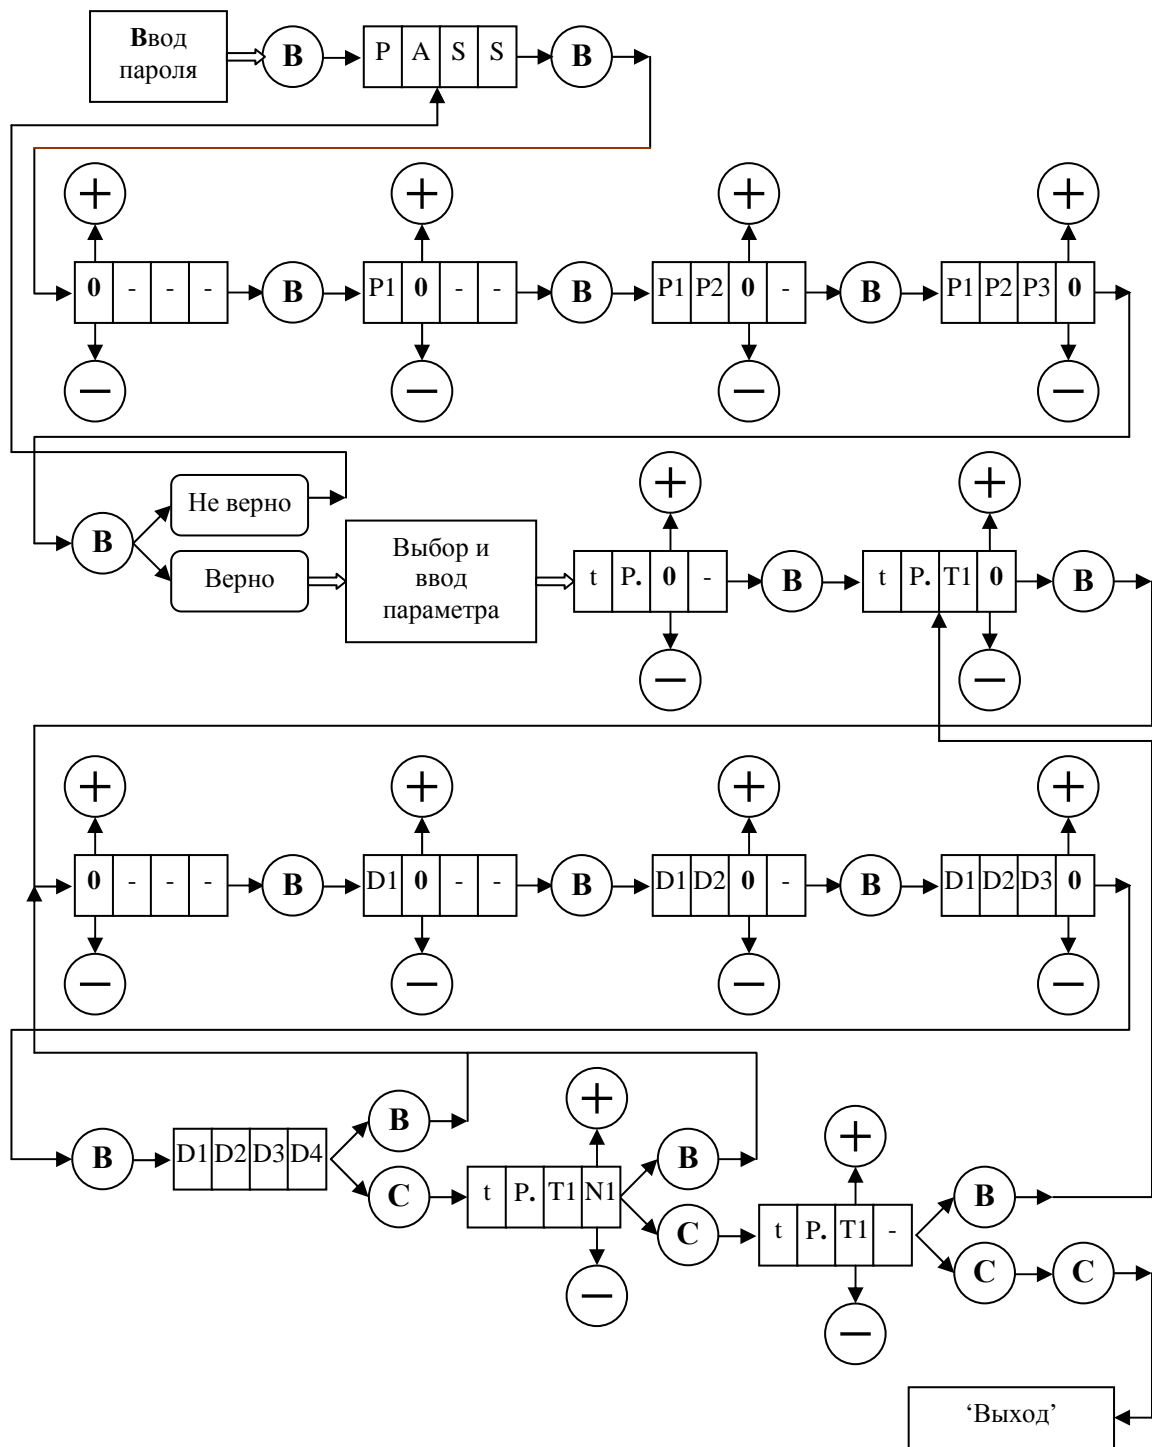 Ввод
пароля
В
P A S S
В
+ + + +
0 - - -
В
P1 0 - -
В
P1 P2 0 -
В
P1 P2 P3 0
− − − −
Не верно
+ +
В
Верно
Выбор и
ввод
параметра
t P. 0 -
В
t P. T1 0
В
− −
+ + + +
0 - - -
В
D1 0 - -
В
D1 D2 0 -
В
D1 D2 D3 0
− − − −
В
D1 D2 D3 D4
В
С
+
t P. T1 N1
−
В
С
+
t P. T1 -
−
В
С
С
‘Выход’